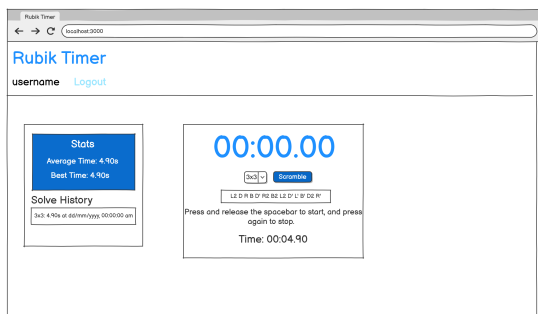 Rubik Timer
localhost:3000
Rubik Timer
username Logout
Stats
Average Time: 4.90s
Best Time: 4.90s
Solve History
3x3: 4.90s at dd/mm/yyyy, 00:00:00 am
00:00.00
3x3 Scramble
L2 D R B D' R2 B2 L2 D' L' B' D2 R'
Press and release the spacebar to start, and press
again to stop.
Time: 00:04.90